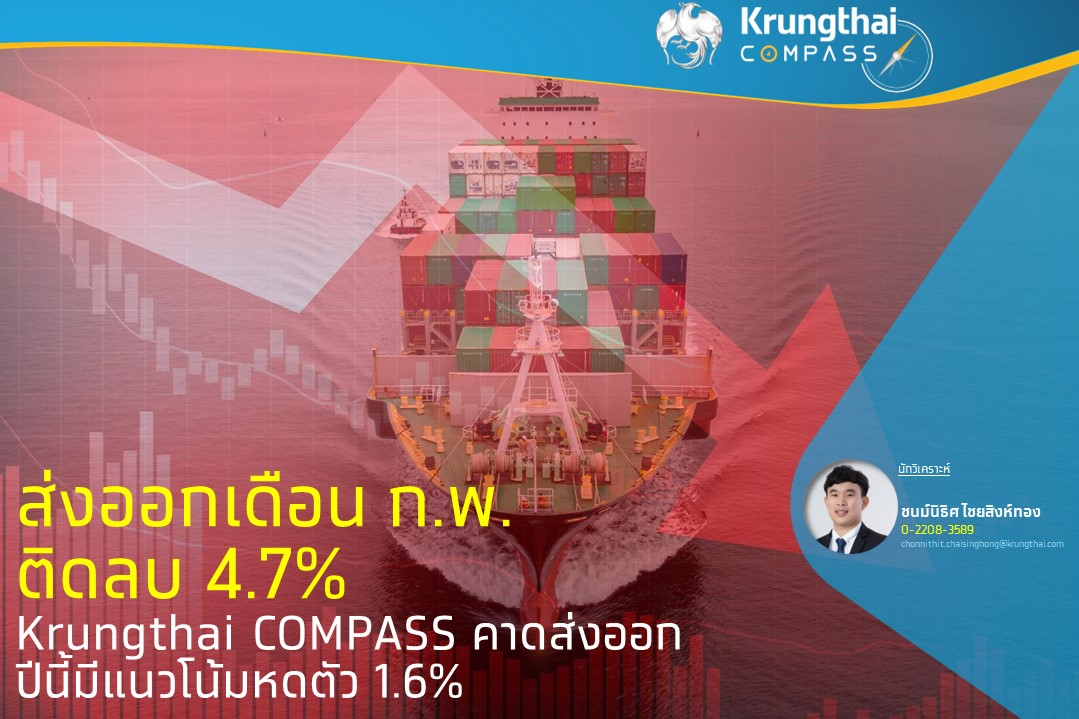 Krungthai
COMPASS
ส่งออกเดือน ก.พ.
ติดลบ 4.7%
Krungthai COMPASS คาดส่งออก
ปีนี้มีแนวโน้มหดตัว 1.6%
นักวิเคราะห์
ชนม์นิธิศ ไชยสิงห์ทอง
0-2208-3589
chonnithit.chaisinghong@krungthai.com